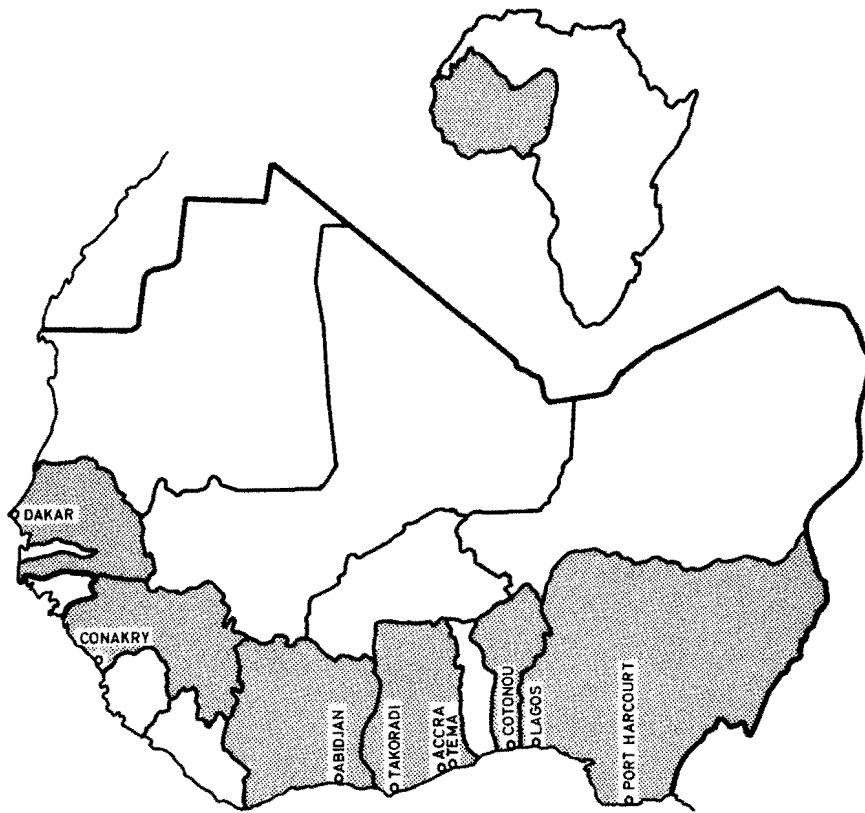 DAKAR
CONAKRY
ABIDJAN
TAKORADI
ACCRA
TEMA
COTONOU
LAGOS
PORT HARCOURT